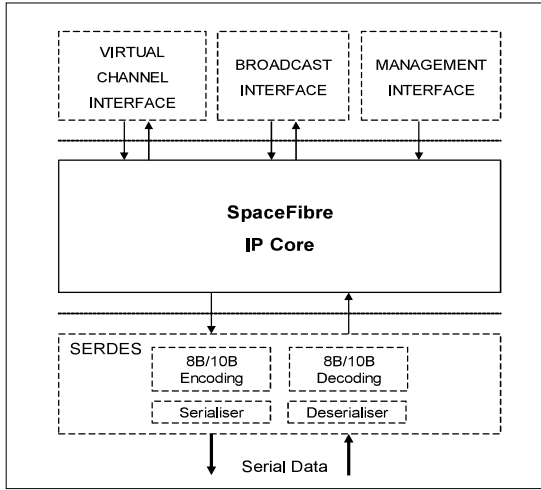 VIRTUAL
CHANNEL
INTERFACE
BROADCAST
INTERFACE
MANAGEMENT
INTERFACE
SpaceFibre
IP Core
SERDES
8B/10B
Encoding
8B/10B
Decoding
Serialiser
Deserialiser
Serial Data